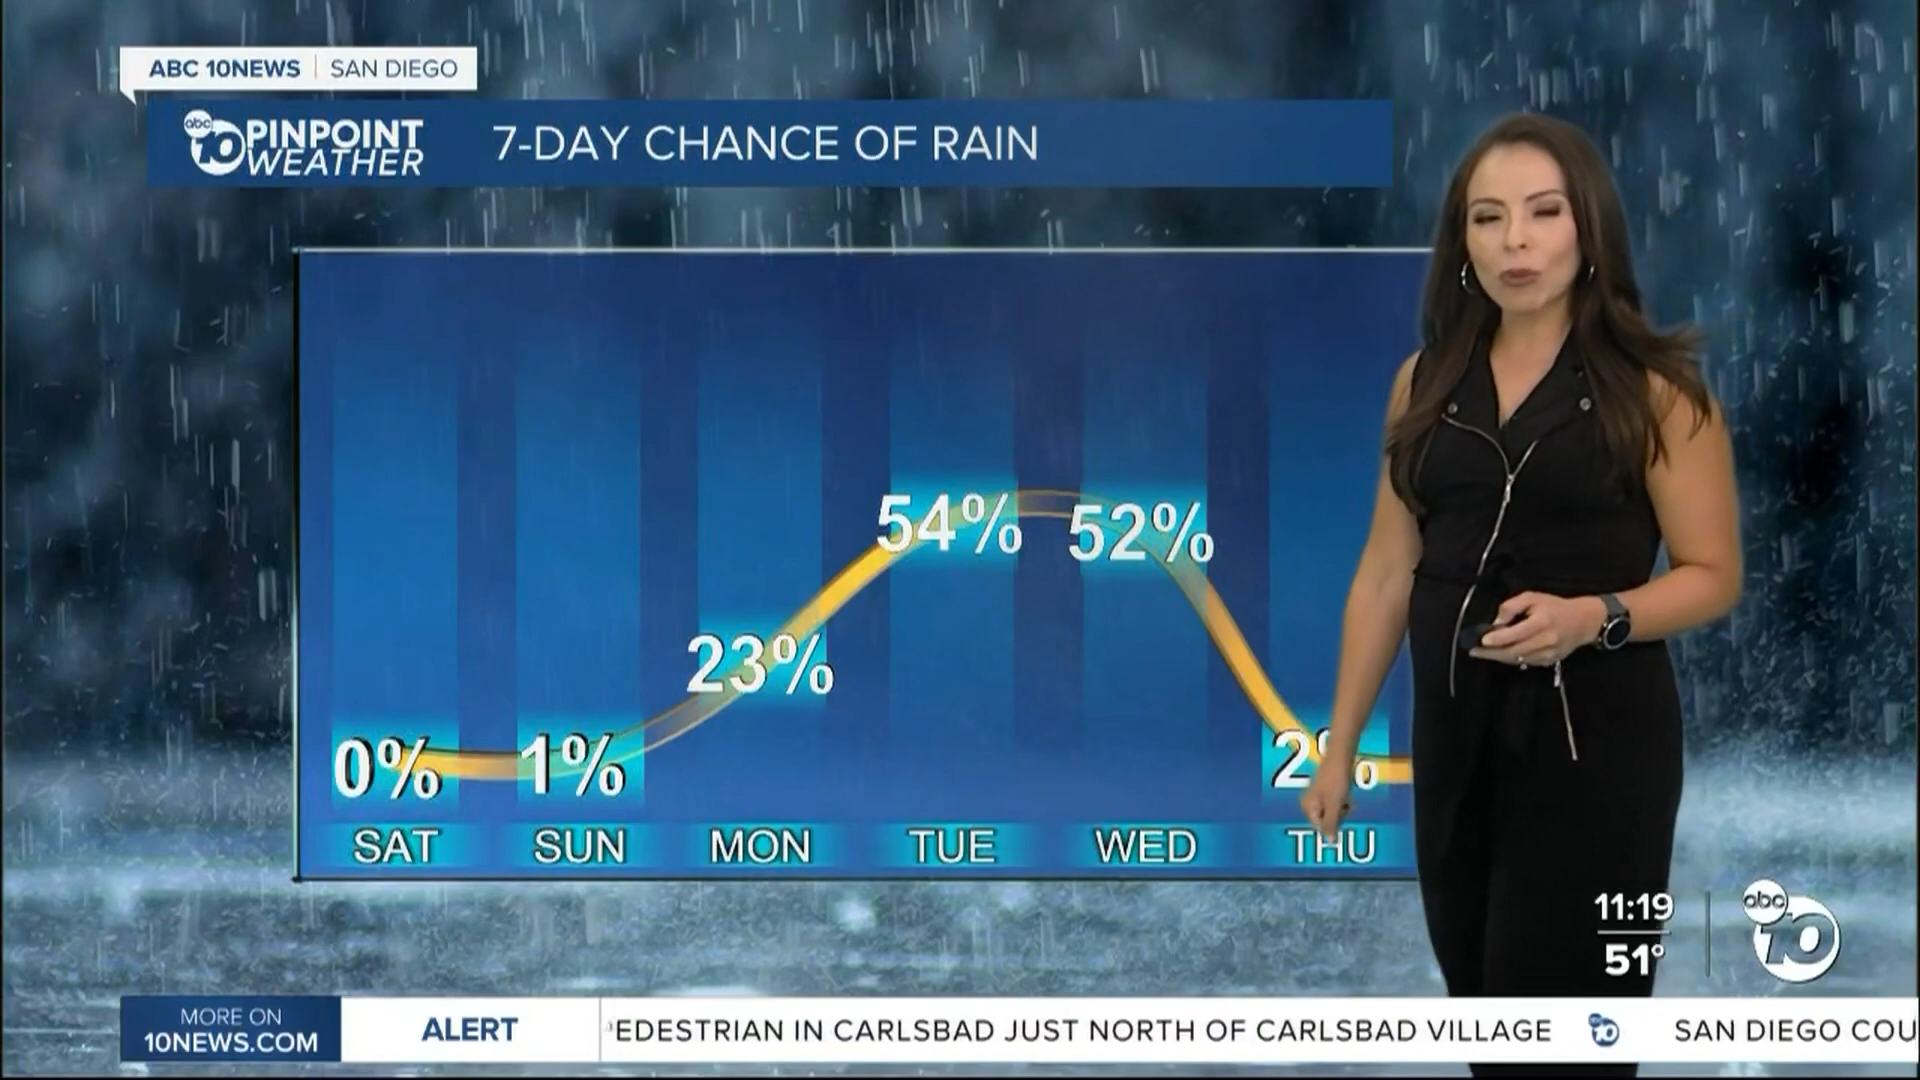 ABC 10NEWS | SAN DIEGO
abc 10 PINPOINT
WEATHER
7-DAY CHANCE OF RAIN
54%
52%
23%
0%
1%
2%
SAT
SUN
MON
TUE
WED
THU
11:19
51°
abc
10
MORE ON
10NEWS.COM
ALERT
EDESTRIAN IN CARLSBAD JUST NORTH OF CARLSBAD VILLAGE
10
SAN DIEGO COU